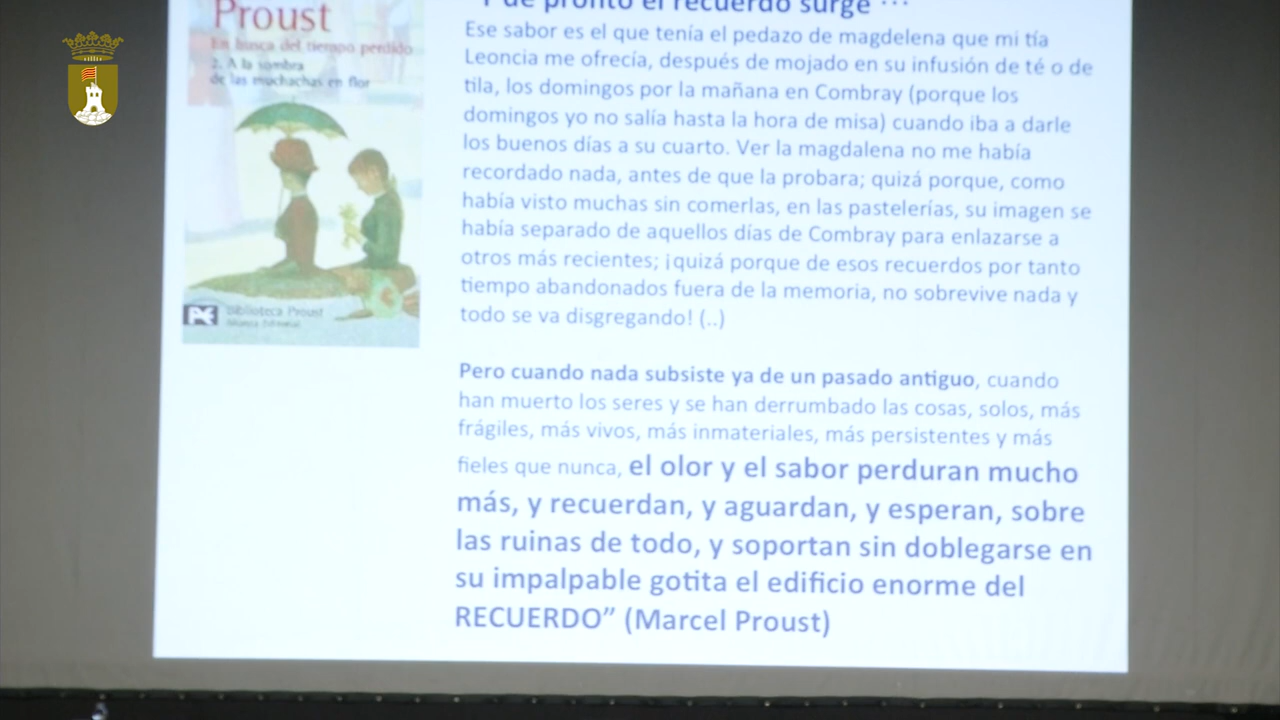 Proust
En busca del tiempo perdido
2. A la sombra
de las muchachas en flor
Biblioteca Proust
Alianza Editorial
de pronto el recuerdo surge ...
Ese sabor es el que tenía el pedazo de magdelena que mi tía
Leoncia me ofrecía, después de mojado en su infusión de té o de
tila, los domingos por la mañana en Combray (porque los
domingos yo no salía hasta la hora de misa) cuando iba a darle
los buenos días a su cuarto. Ver la magdalena no me había
recordado nada, antes de que la probara; quizá porque, como
había visto muchas sin comerlas, en las pastelerías, su imagen se
había separado de aquellos días de Combray para enlazarse a
otros más recientes; ¡quizá porque de esos recuerdos por tanto
tiempo abandonados fuera de la memoria, no sobrevive nada y
todo se va disgregando! (..)
Pero cuando nada subsiste ya de un pasado antiguo, cuando
han muerto los seres y se han derrumbado las cosas, solos, más
frágiles, más vivos, más inmateriales, más persistentes y más
fieles que nunca, el olor y el sabor perduran mucho
más, y recuerdan, y aguardan, y esperan, sobre
las ruinas de todo, y soportan sin doblegarse en
su impalpable gotita el edificio enorme del
RECUERDO” (Marcel Proust)